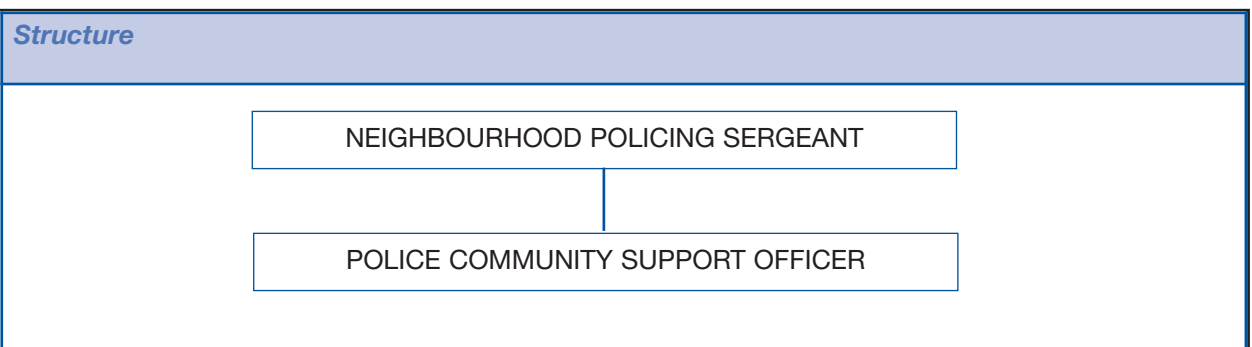 Structure
NEIGHBOURHOOD POLICING SERGEANT
POLICE COMMUNITY SUPPORT OFFICER